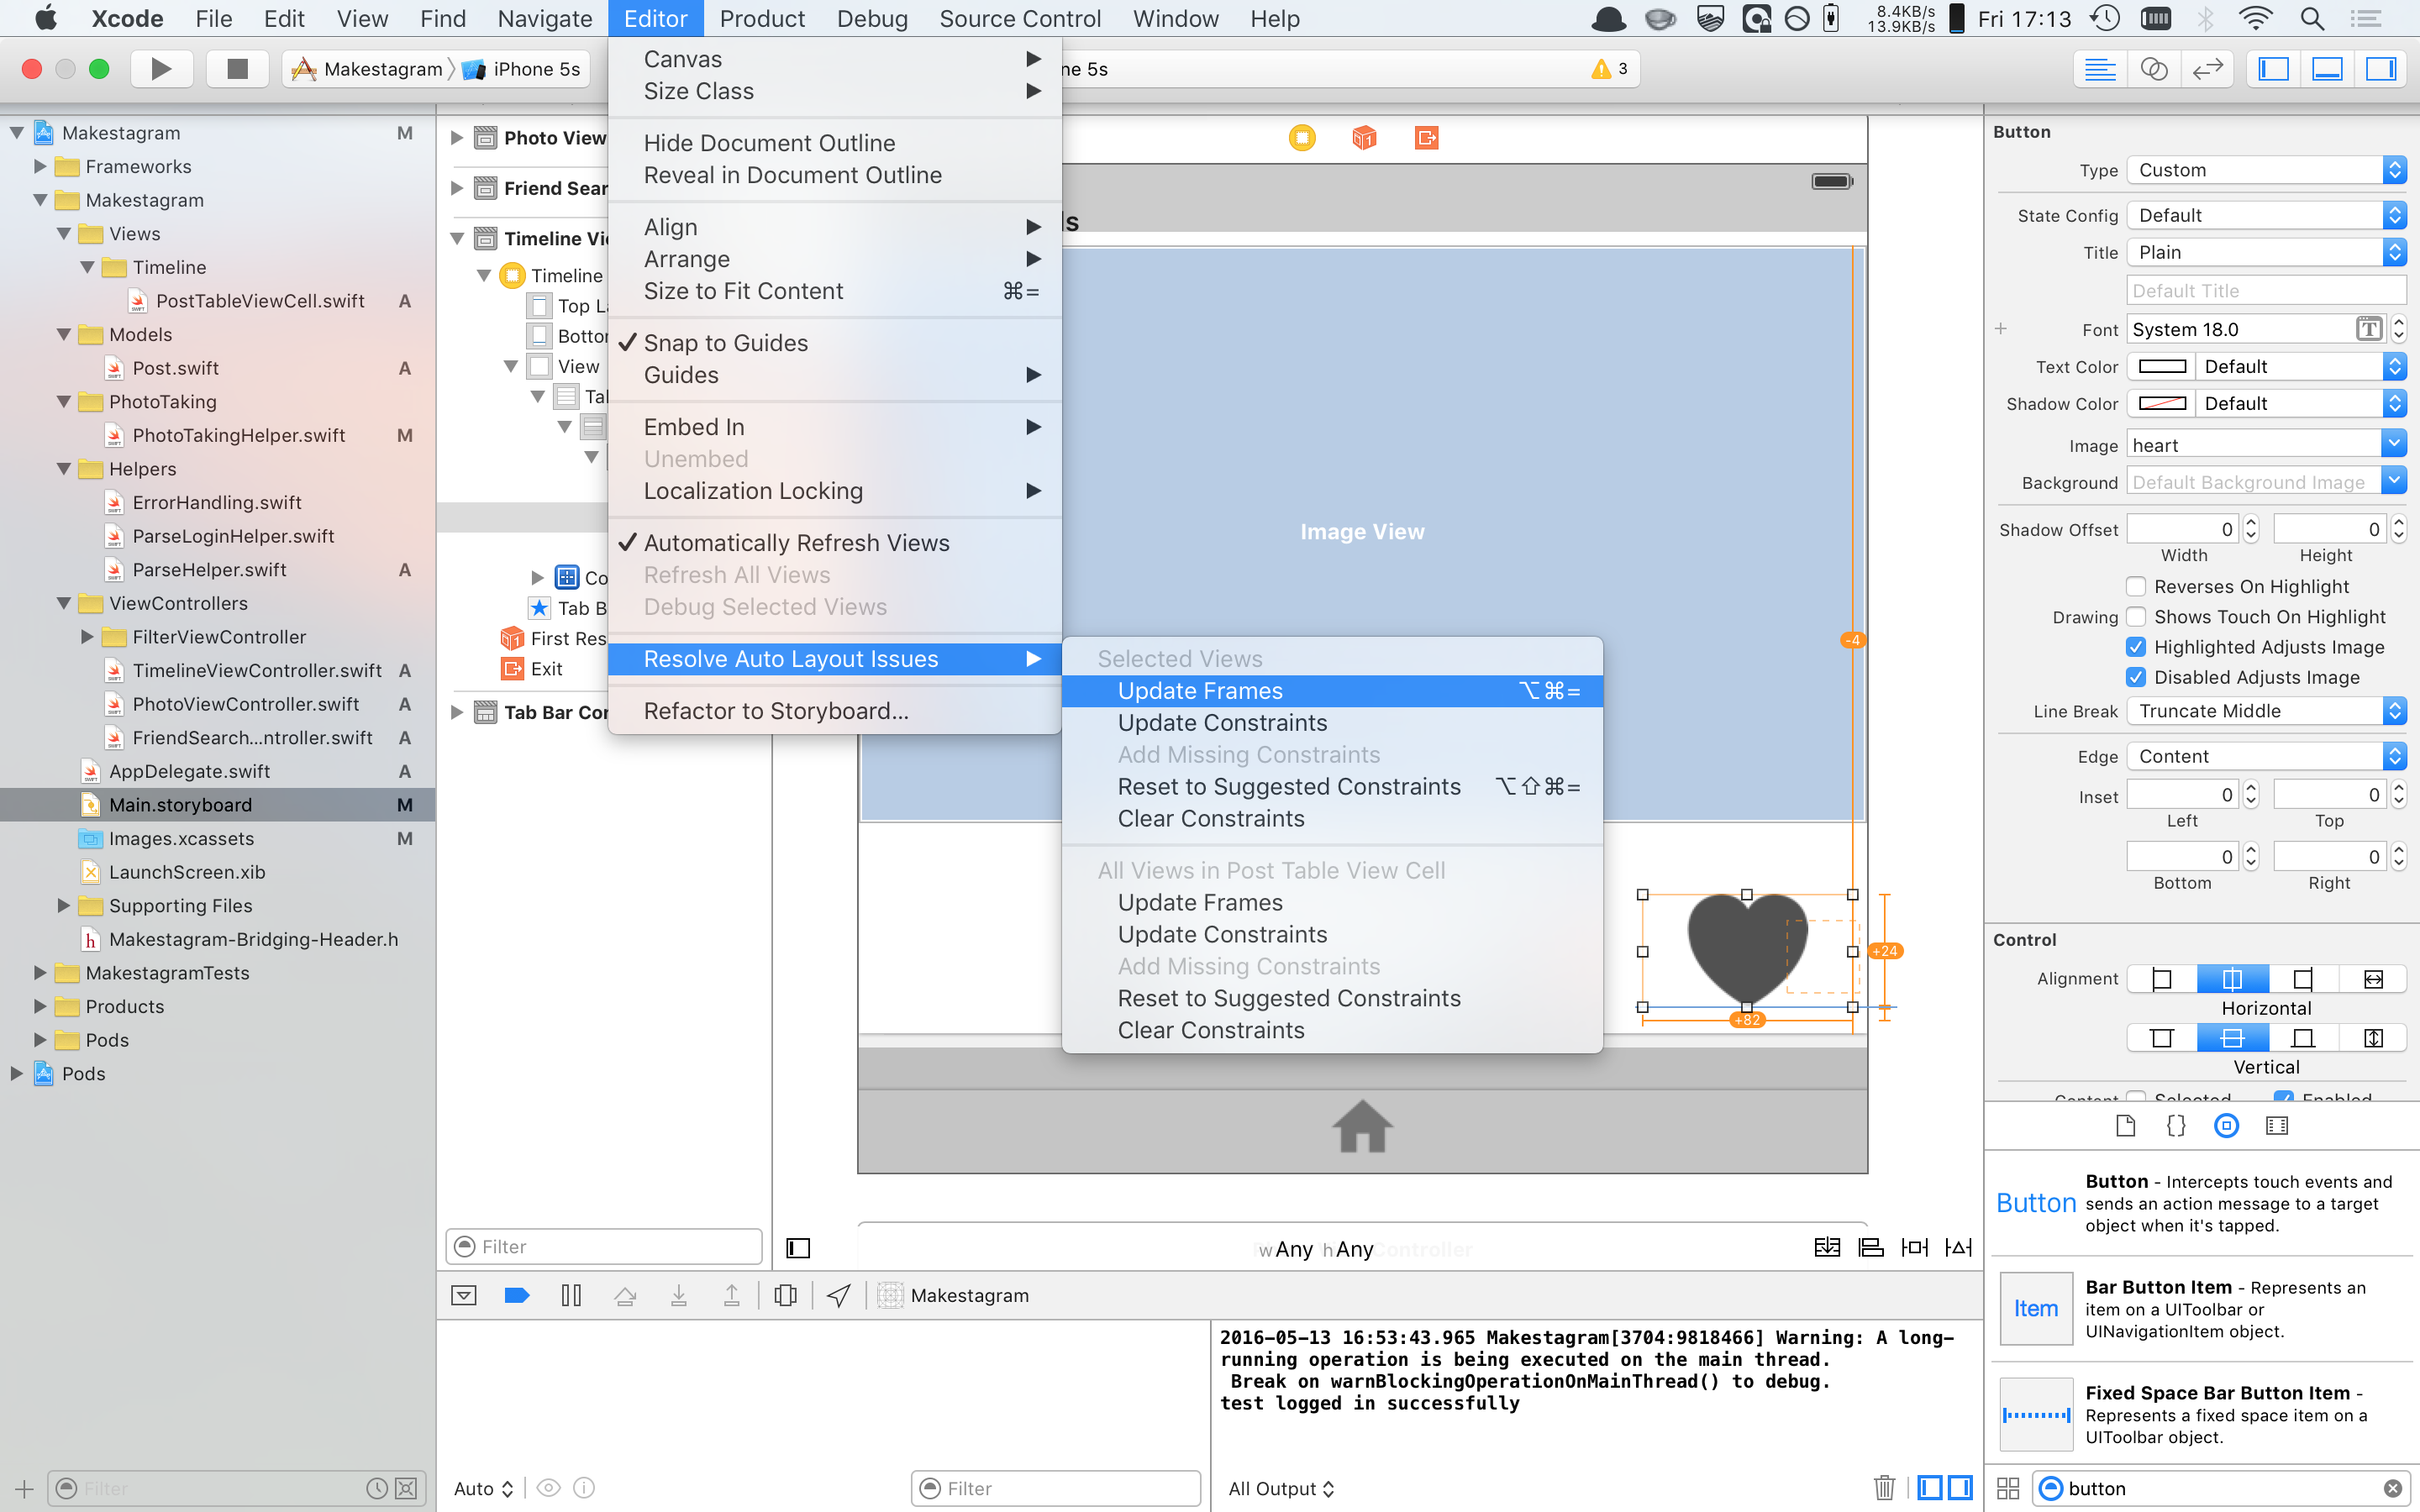 Xcode File Edit View Find Navigate Editor Product Debug Source Control Window Help 8.4KB/s 13.9KB/s Fri 17:13
Makestagram iPhone 5s ne 5s 3
Makestagram M
Frameworks
Makestagram
Views
Timeline
PostTableViewCell.swift A
Models
Post.swift A
PhotoTaking
PhotoTakingHelper.swift M
Helpers
ErrorHandling.swift
ParseLoginHelper.swift
ParseHelper.swift A
ViewControllers
FilterViewController
TimelineViewController.swift A
PhotoViewController.swift A
FriendSearch...ntroller.swift A
AppDelegate.swift A
Main.storyboard M
Images.xcassets M
LaunchScreen.xib
Supporting Files
h Makestagram-Bridging-Header.h
MakestagramTests
Products
Pods
Pods
Filter
Photo View
Friend Sear
Timeline Vi
Timeline
Top La
Botto
View
Ta
Co
Tab B
First Res
Exit
Tab Bar Co
Filter
Canvas
Size Class
Hide Document Outline
Reveal in Document Outline
Align
Arrange
Size to Fit Content ⌘=
Snap to Guides
Guides
Embed In
Unembed
Localization Locking
Automatically Refresh Views
Refresh All Views
Debug Selected Views
Resolve Auto Layout Issues
Refactor to Storyboard...
Selected Views
Update Frames ⌥⌘=
Update Constraints
Add Missing Constraints
Reset to Suggested Constraints ⌥⇧⌘=
Clear Constraints
All Views in Post Table View Cell
Update Frames
Update Constraints
Add Missing Constraints
Reset to Suggested Constraints
Clear Constraints
ls
Image View
-4
+24
+82
wAny hAny
Makestagram
2016-05-13 16:53:43.965 Makestagram[3704:9818466] Warning: A long-
running operation is being executed on the main thread.
Break on warnBlockingOperationOnMainThread() to debug.
test logged in successfully
Auto
Filter
All Output
Button
Type Custom
State Config Default
Title Plain
Default Title
Font System 18.0
Text Color Default
Shadow Color Default
Image heart
Background Default Background Image
Shadow Offset 0 0
Width Height
Reverses On Highlight
Drawing Shows Touch On Highlight
Highlighted Adjusts Image
Disabled Adjusts Image
Line Break Truncate Middle
Edge Content
Inset 0 0
Left Top
0 0
Bottom Right
Control
Alignment
Horizontal
Vertical
Content Selected Enabled
Button
Button - Intercepts touch events and
sends an action message to a target
object when it's tapped.
Item
Bar Button Item - Represents an
item on a UIToolbar or
UINavigationItem object.
Fixed Space Bar Button Item -
Represents a fixed space item on a
UIToolbar object.
button